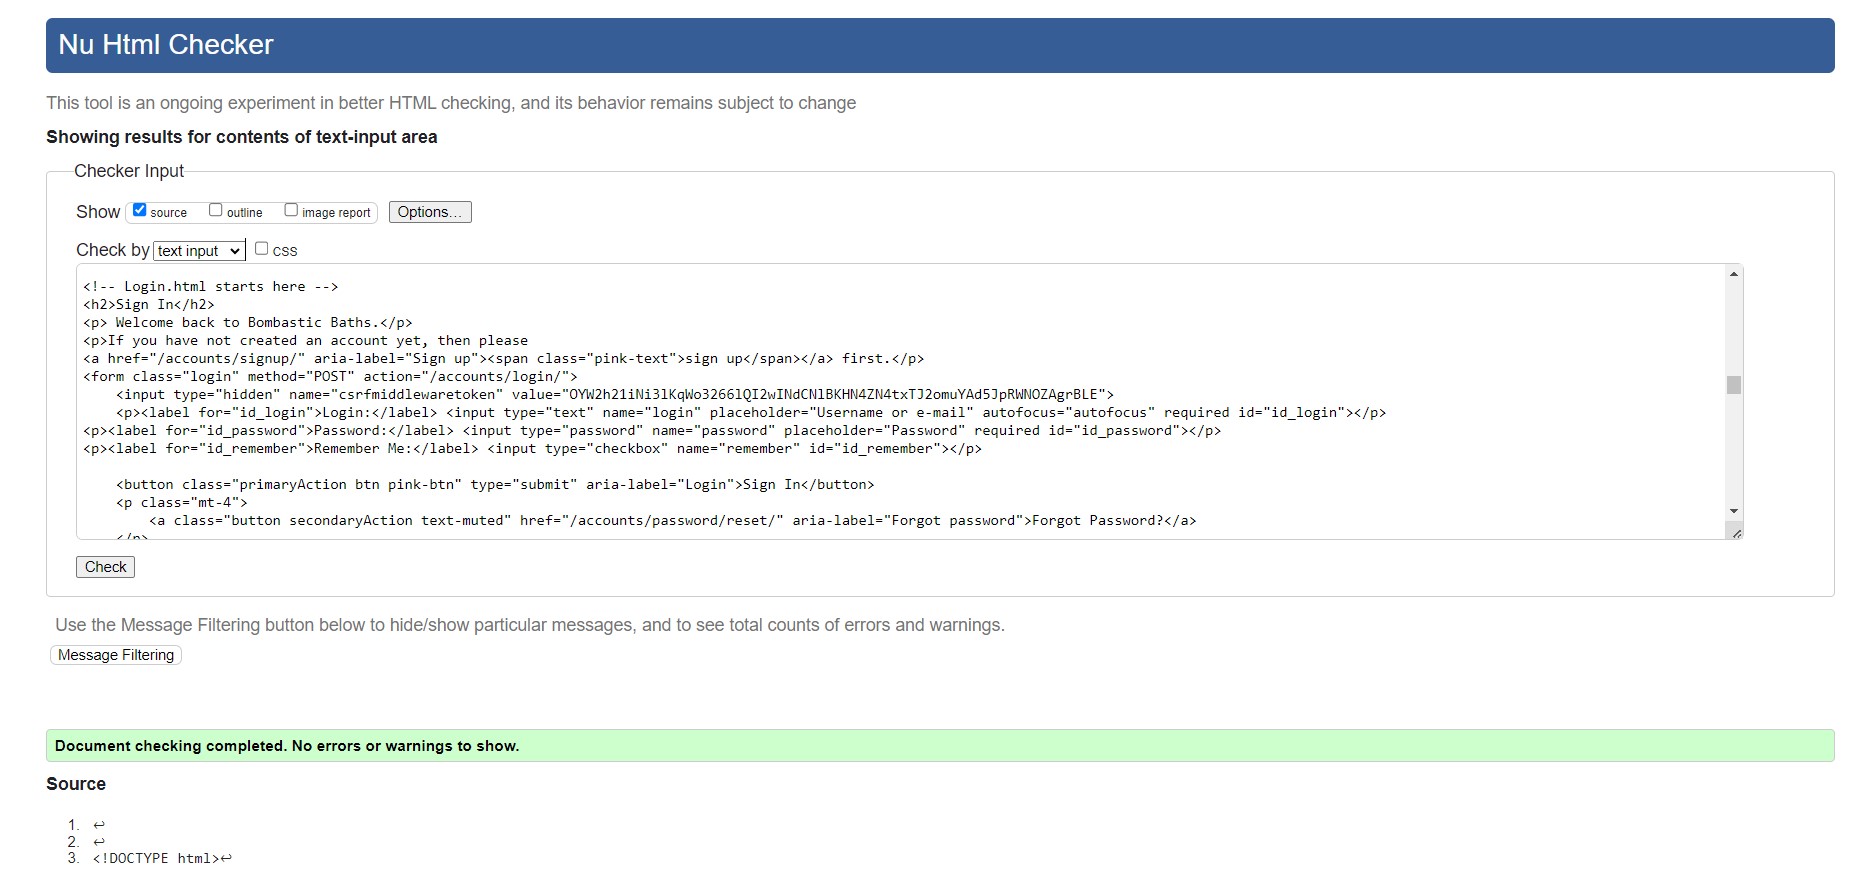 Nu Html Checker
This tool is an ongoing experiment in better HTML checking, and its behavior remains subject to change
Showing results for contents of text-input area
Checker Input
Show source outline image report Options...
Check by text input css
<!-- Login.html starts here -->
<h2>Sign In</h2>
<p> Welcome back to Bombastic Baths.</p>
<p>If you have not created an account yet, then please
<a href="/accounts/signup/" aria-label="Sign up"><span class="pink-text">sign up</span></a> first.</p>
<form class="login" method="POST" action="/accounts/login/">
<input type="hidden" name="csrfmiddlewaretoken" value="OYW2h21iNi3lKqWo3266lQI2wINdCNlBKHN4ZN4txTJ2omuYAd5JpRWNOZAgrBLE">
<p><label for="id_login">Login:</label> <input type="text" name="login" placeholder="Username or e-mail" autofocus="autofocus" required id="id_login"></p>
<p><label for="id_password">Password:</label> <input type="password" name="password" placeholder="Password" required id="id_password"></p>
<p><label for="id_remember">Remember Me:</label> <input type="checkbox" name="remember" id="id_remember"></p>
<button class="primaryAction btn pink-btn" type="submit" aria-label="Login">Sign In</button>
<p class="mt-4">
<a class="button secondaryAction text-muted" href="/accounts/password/reset/" aria-label="Forgot password">Forgot Password?</a>
</p>
Check
Use the Message Filtering button below to hide/show particular messages, and to see total counts of errors and warnings.
Message Filtering
Document checking completed. No errors or warnings to show.
Source
1. ↩
2. ↩
3. <!DOCTYPE html>↩